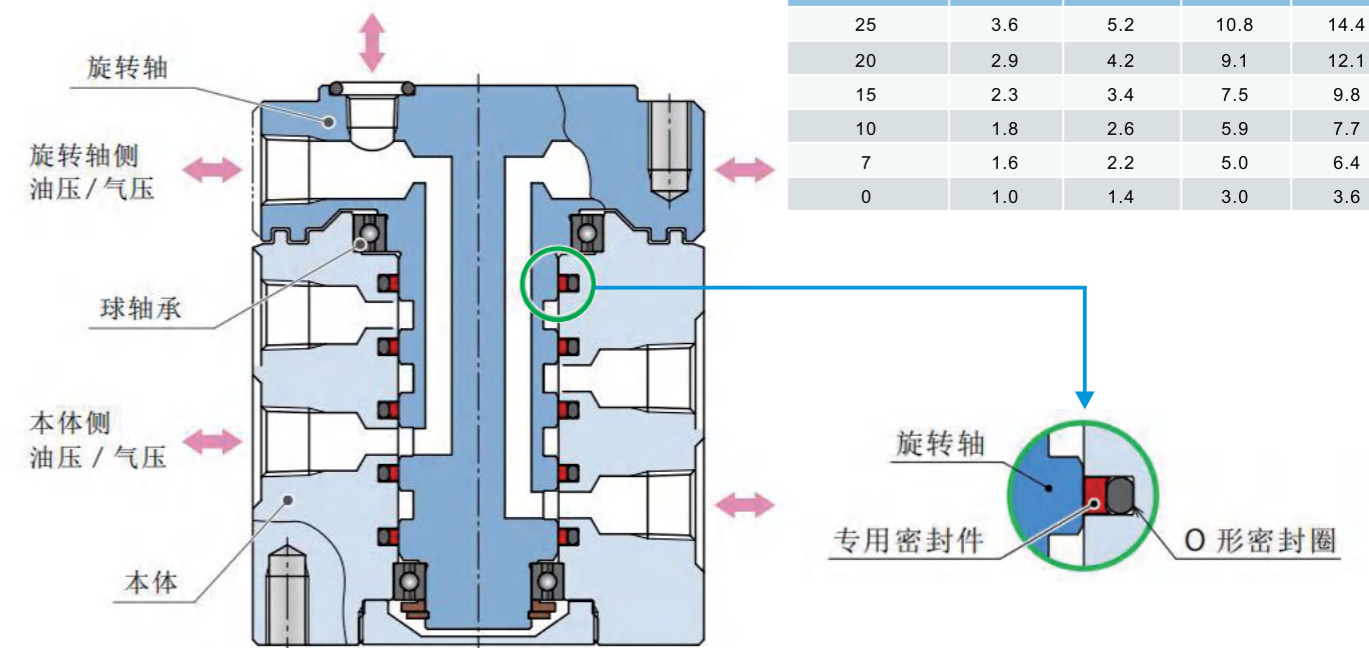 25 3.6 5.2 10.8 14.4
20 2.9 4.2 9.1 12.1
15 2.3 3.4 7.5 9.8
10 1.8 2.6 5.9 7.7
7 1.6 2.2 5.0 6.4
0 1.0 1.4 3.0 3.6
旋转轴
旋转轴侧
油压/气压
球轴承
本体侧
油压 / 气压
本体
旋转轴
专用密封件
O 形密封圈